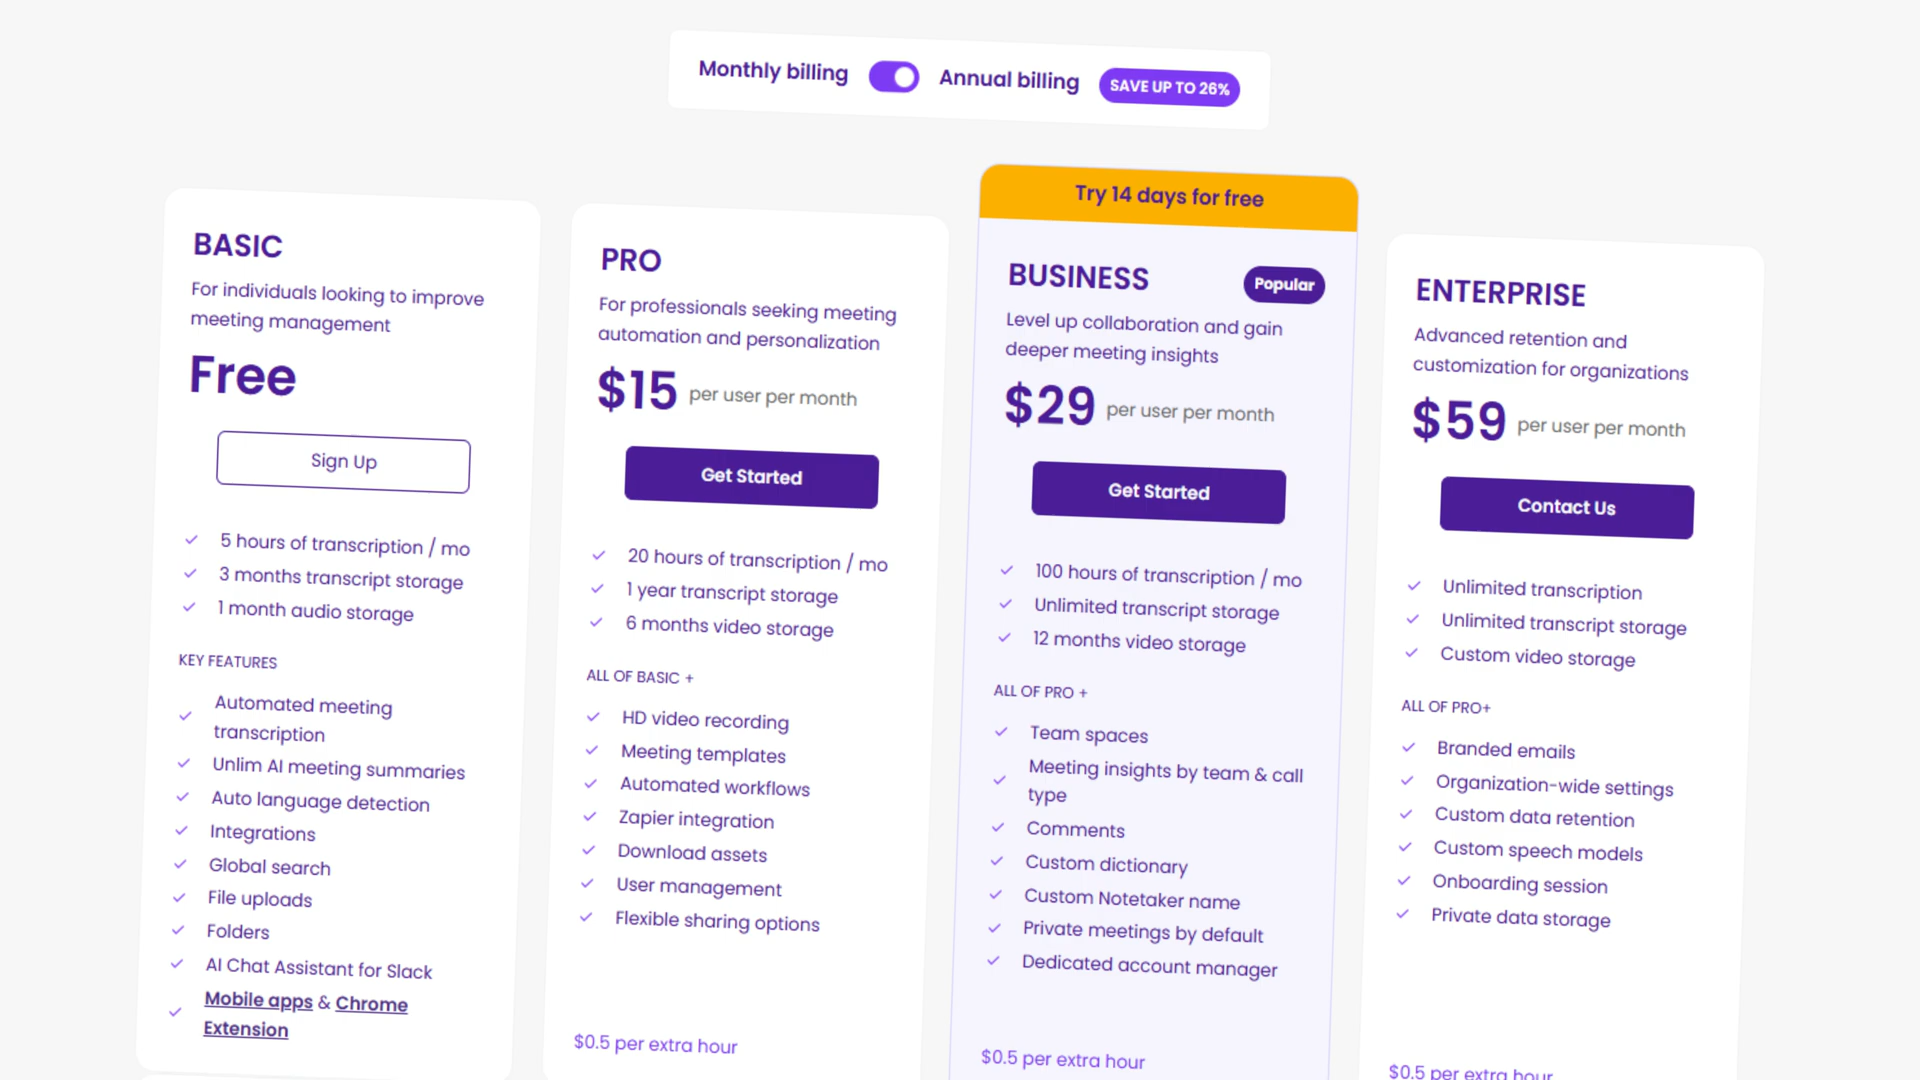 Monthly billing
Annual billing
SAVE UP TO 26%
BASIC
For individuals looking to improve
meeting management
Free
Sign Up
5 hours of transcription / mo
3 months transcript storage
1 month audio storage
KEY FEATURES
Automated meeting
transcription
Unlim AI meeting summaries
Auto language detection
Integrations
Global search
File uploads
Folders
AI Chat Assistant for Slack
Mobile apps & Chrome
Extension
PRO
For professionals seeking meeting
automation and personalization
$15 per user per month
Get Started
20 hours of transcription / mo
1 year transcript storage
6 months video storage
ALL OF BASIC +
HD video recording
Meeting templates
Automated workflows
Zapier integration
Download assets
User management
Flexible sharing options
$0.5 per extra hour
Try 14 days for free
BUSINESS
Popular
Level up collaboration and gain
deeper meeting insights
$29 per user per month
Get Started
100 hours of transcription / mo
Unlimited transcript storage
12 months video storage
ALL OF PRO +
Team spaces
Meeting insights by team & call
type
Comments
Custom dictionary
Custom Notetaker name
Private meetings by default
Dedicated account manager
$0.5 per extra hour
ENTERPRISE
Advanced retention and
customization for organizations
$59 per user per month
Contact Us
Unlimited transcription
Unlimited transcript storage
Custom video storage
ALL OF PRO+
Branded emails
Organization-wide settings
Custom data retention
Custom speech models
Onboarding session
Private data storage
$0.5 per extra hour